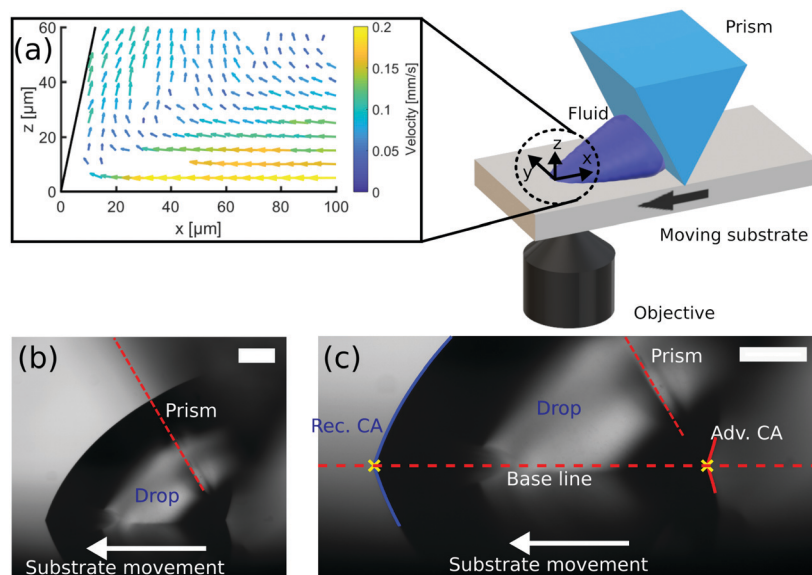 (a)
60
40
20
0
z [µm]
0
20
40
60
80
100
x [µm]
0.2
0.15
0.1
0.05
0
Velocity [mm/s]
Prism
Fluid
z
y
x
Moving substrate
Objective
(b)
Prism
Drop
Substrate movement
(c)
Prism
Drop
Rec. CA
Adv. CA
Base line
Substrate movement